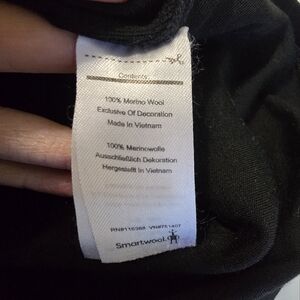 Contents:
100% Merino Wool
Exclusive Of Decoration
Made In Vietnam
100% Merinowolle
Ausschließlich Dekoration
Hergestellt In Vietnam
Smartwool.